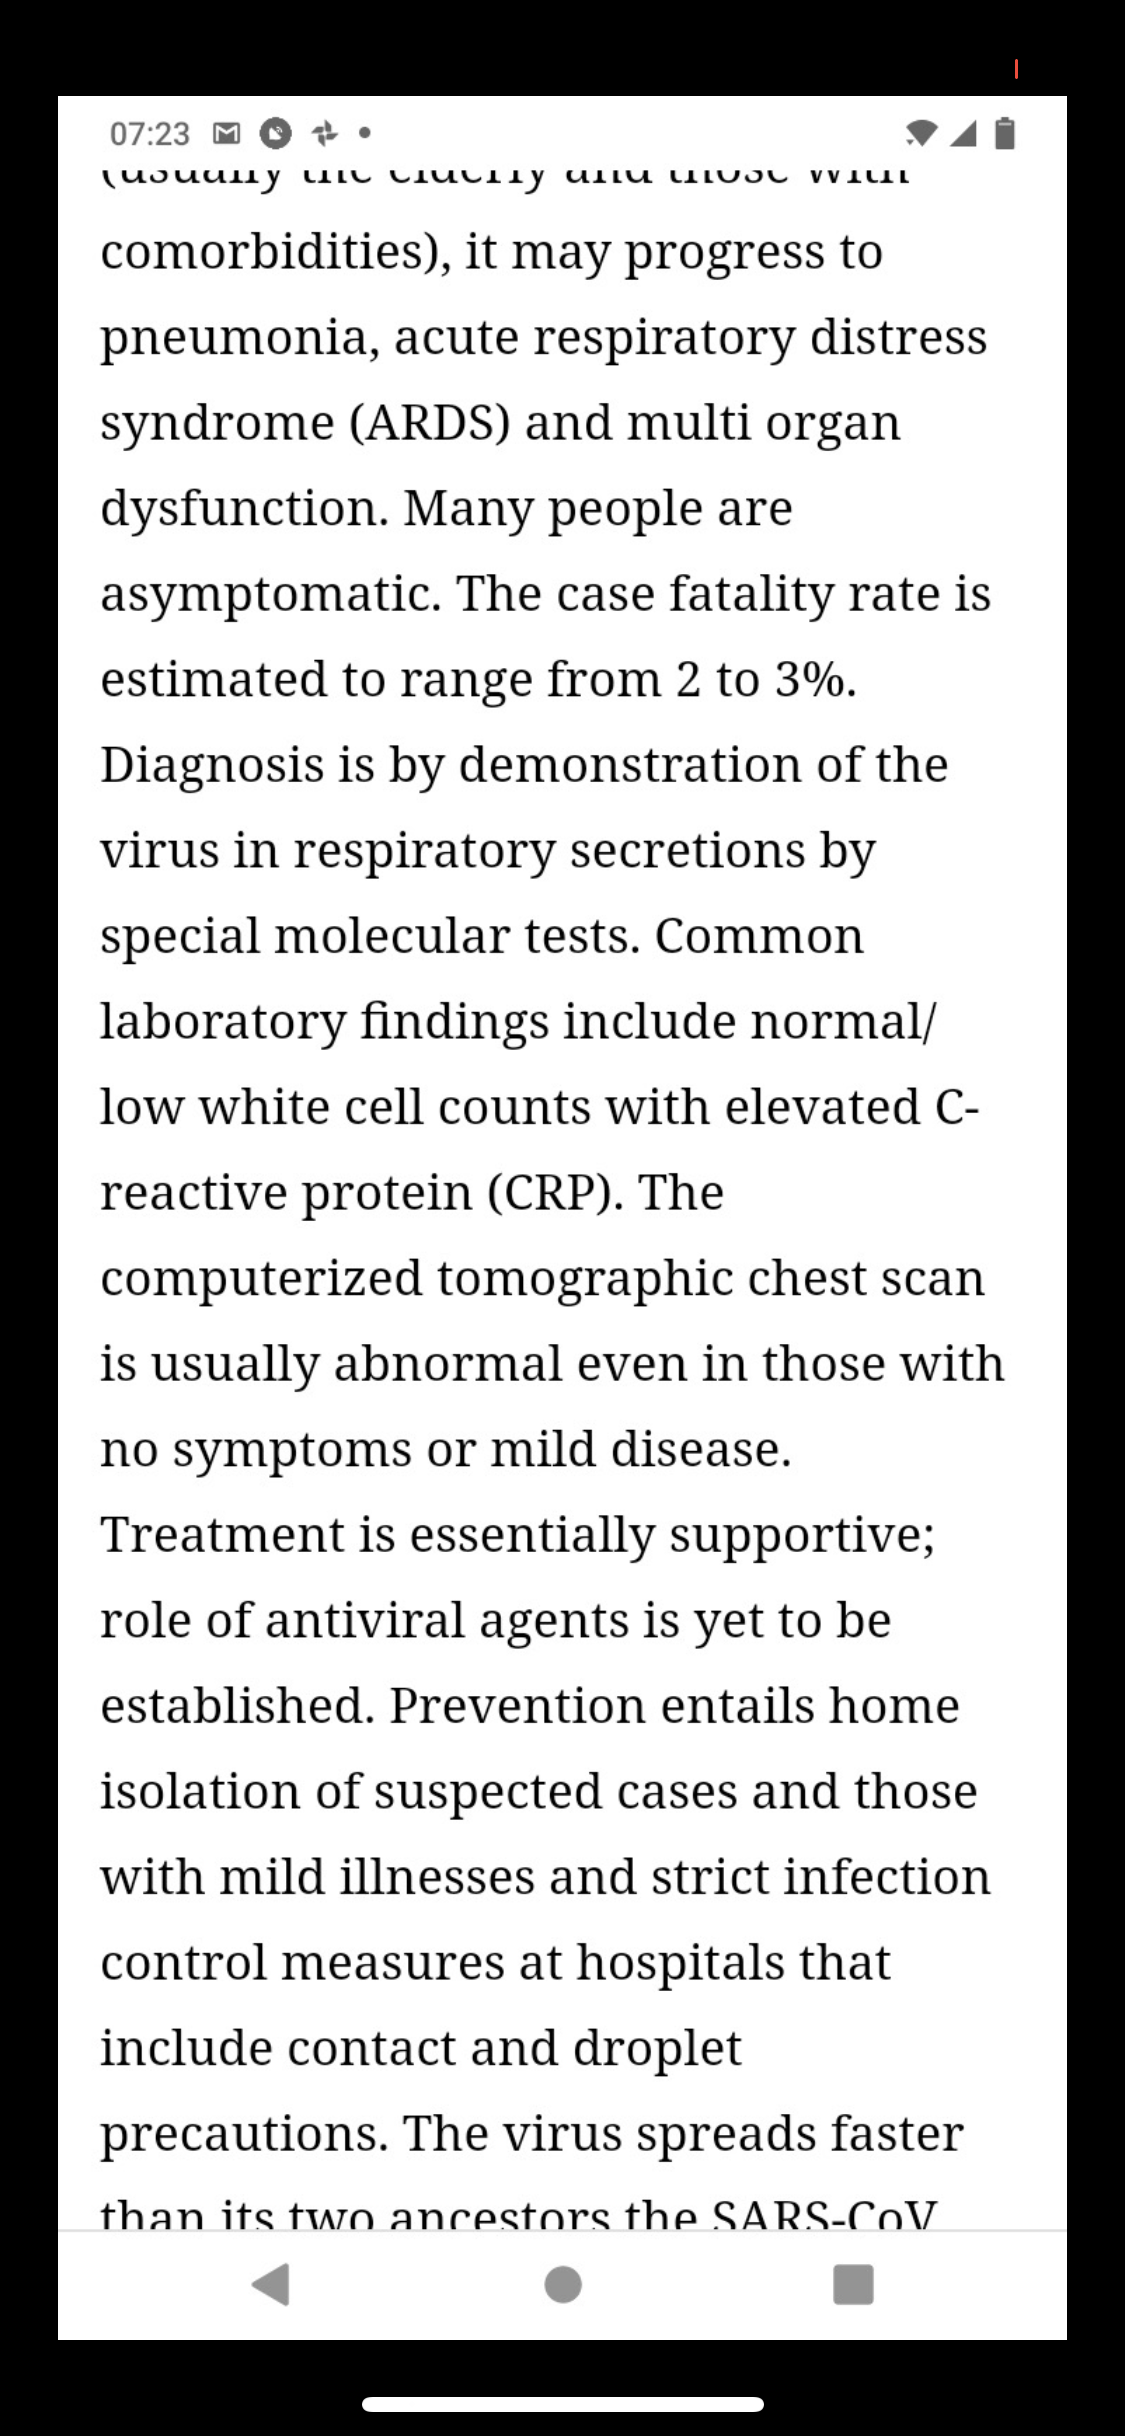 07:23
(usually the elderly and those with
comorbidities), it may progress to
pneumonia, acute respiratory distress
syndrome (ARDS) and multi organ
dysfunction. Many people are
asymptomatic. The case fatality rate is
estimated to range from 2 to 3%.
Diagnosis is by demonstration of the
virus in respiratory secretions by
special molecular tests. Common
laboratory findings include normal/
low white cell counts with elevated C-
reactive protein (CRP). The
computerized tomographic chest scan
is usually abnormal even in those with
no symptoms or mild disease.
Treatment is essentially supportive;
role of antiviral agents is yet to be
established. Prevention entails home
isolation of suspected cases and those
with mild illnesses and strict infection
control measures at hospitals that
include contact and droplet
precautions. The virus spreads faster
than its two ancestors the SARS-CoV